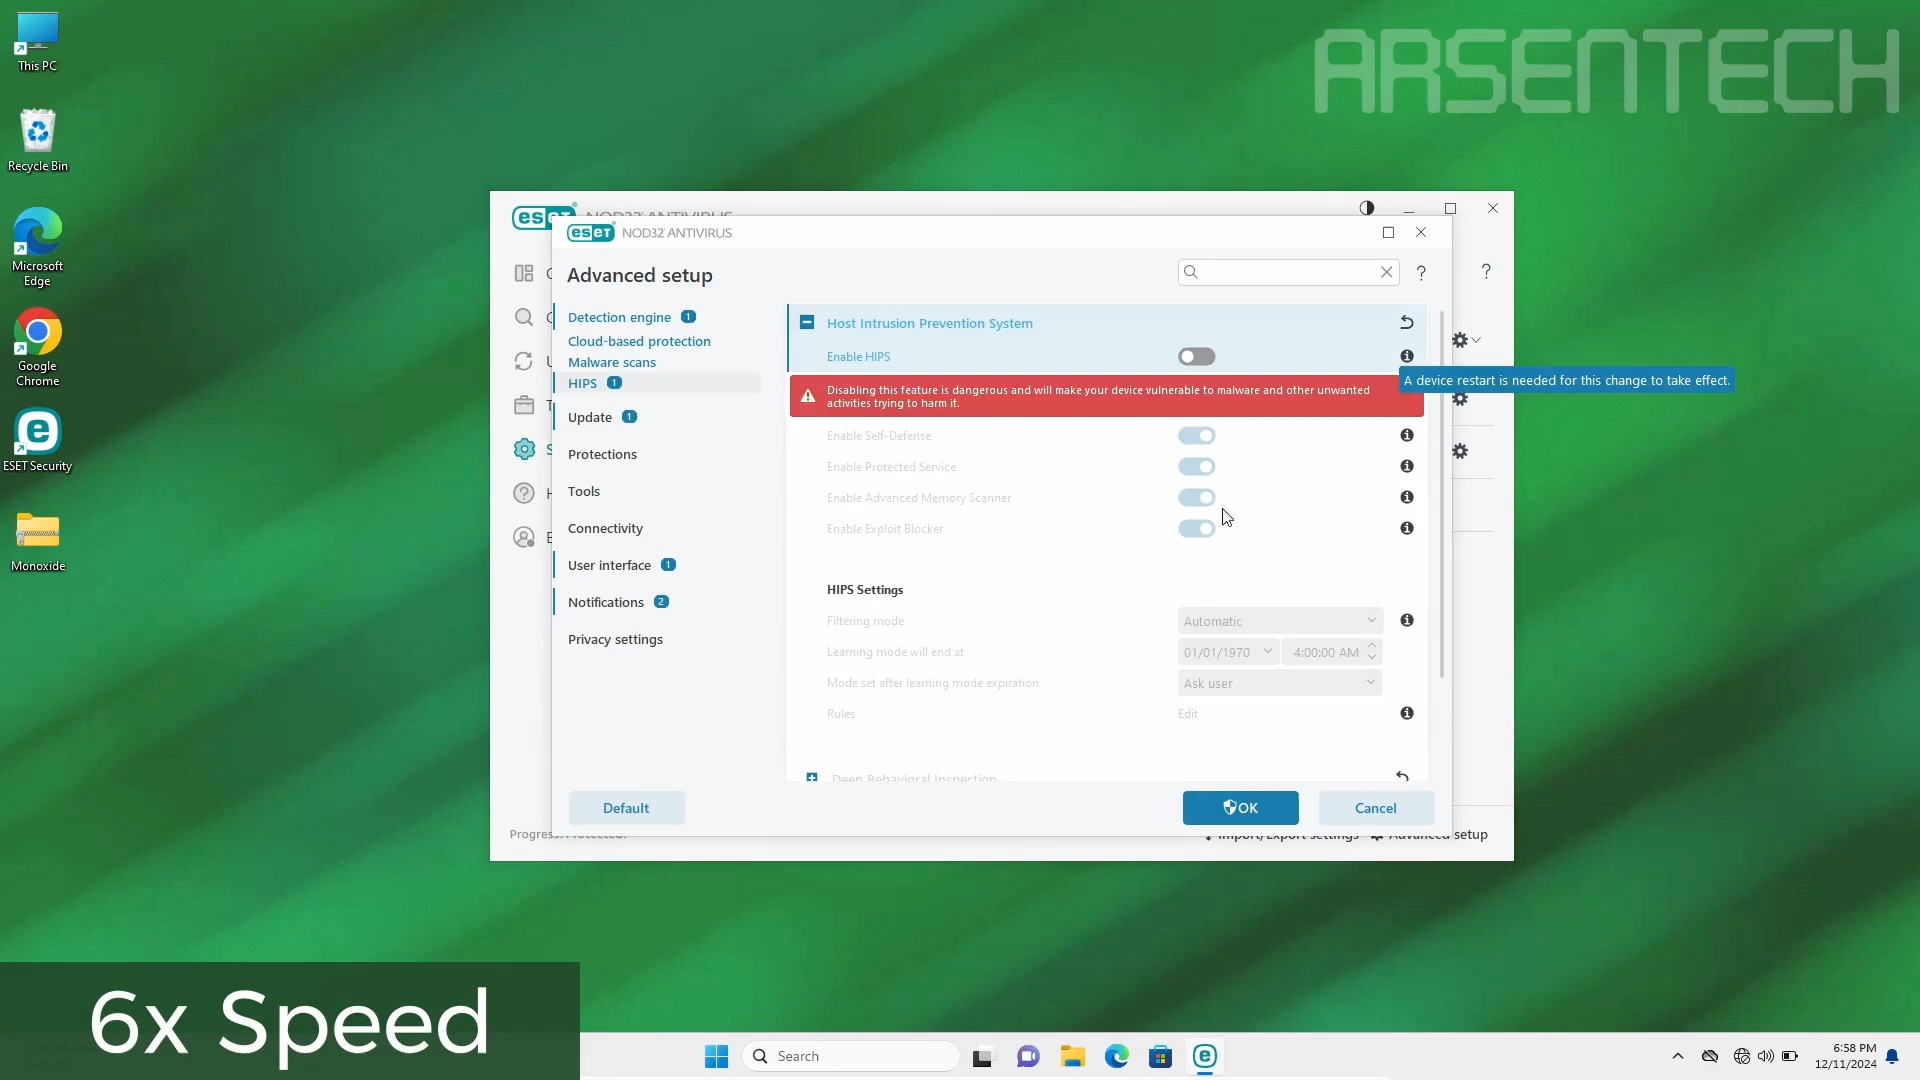 This PC
Recycle Bin
Microsoft
Edge
Google
Chrome
ESET Security
Monoxide
ARSENTECH
eset NOD32 ANTIVIRUS
eset NOD32 ANTIVIRUS
Advanced setup
?
?
Detection engine 1
Cloud-based protection
Malware scans
HIPS 1
Update 1
Protections
Tools
Connectivity
User interface 1
Notifications 2
Privacy settings
Host Intrusion Prevention System
Enable HIPS
A device restart is needed for this change to take effect.
Disabling this feature is dangerous and will make your device vulnerable to malware and other unwanted
activities trying to harm it.
Enable Self-Defense
Enable Protected Service
Enable Advanced Memory Scanner
Enable Exploit Blocker
HIPS Settings
Filtering mode Automatic
Learning mode will end at 01/01/1970 4:00:00 AM
Mode set after learning mode expiration Ask user
Rules Edit
Deep Behavioral Inspection
Default
OK
Cancel
Progress. Protected.
Import/Export settings
Advanced setup
6x Speed
Search
6:58 PM
12/11/2024